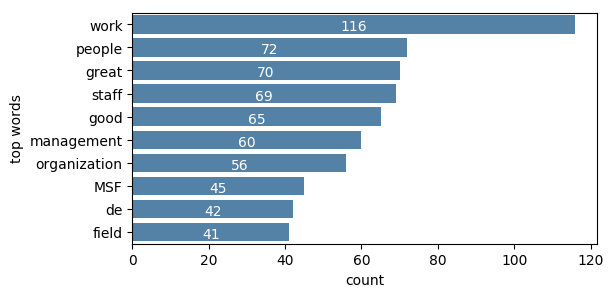 top words
work 116
people 72
great 70
staff 69
good 65
management 60
organization 56
MSF 45
de 42
field 41
0 20 40 60 80 100 120
count